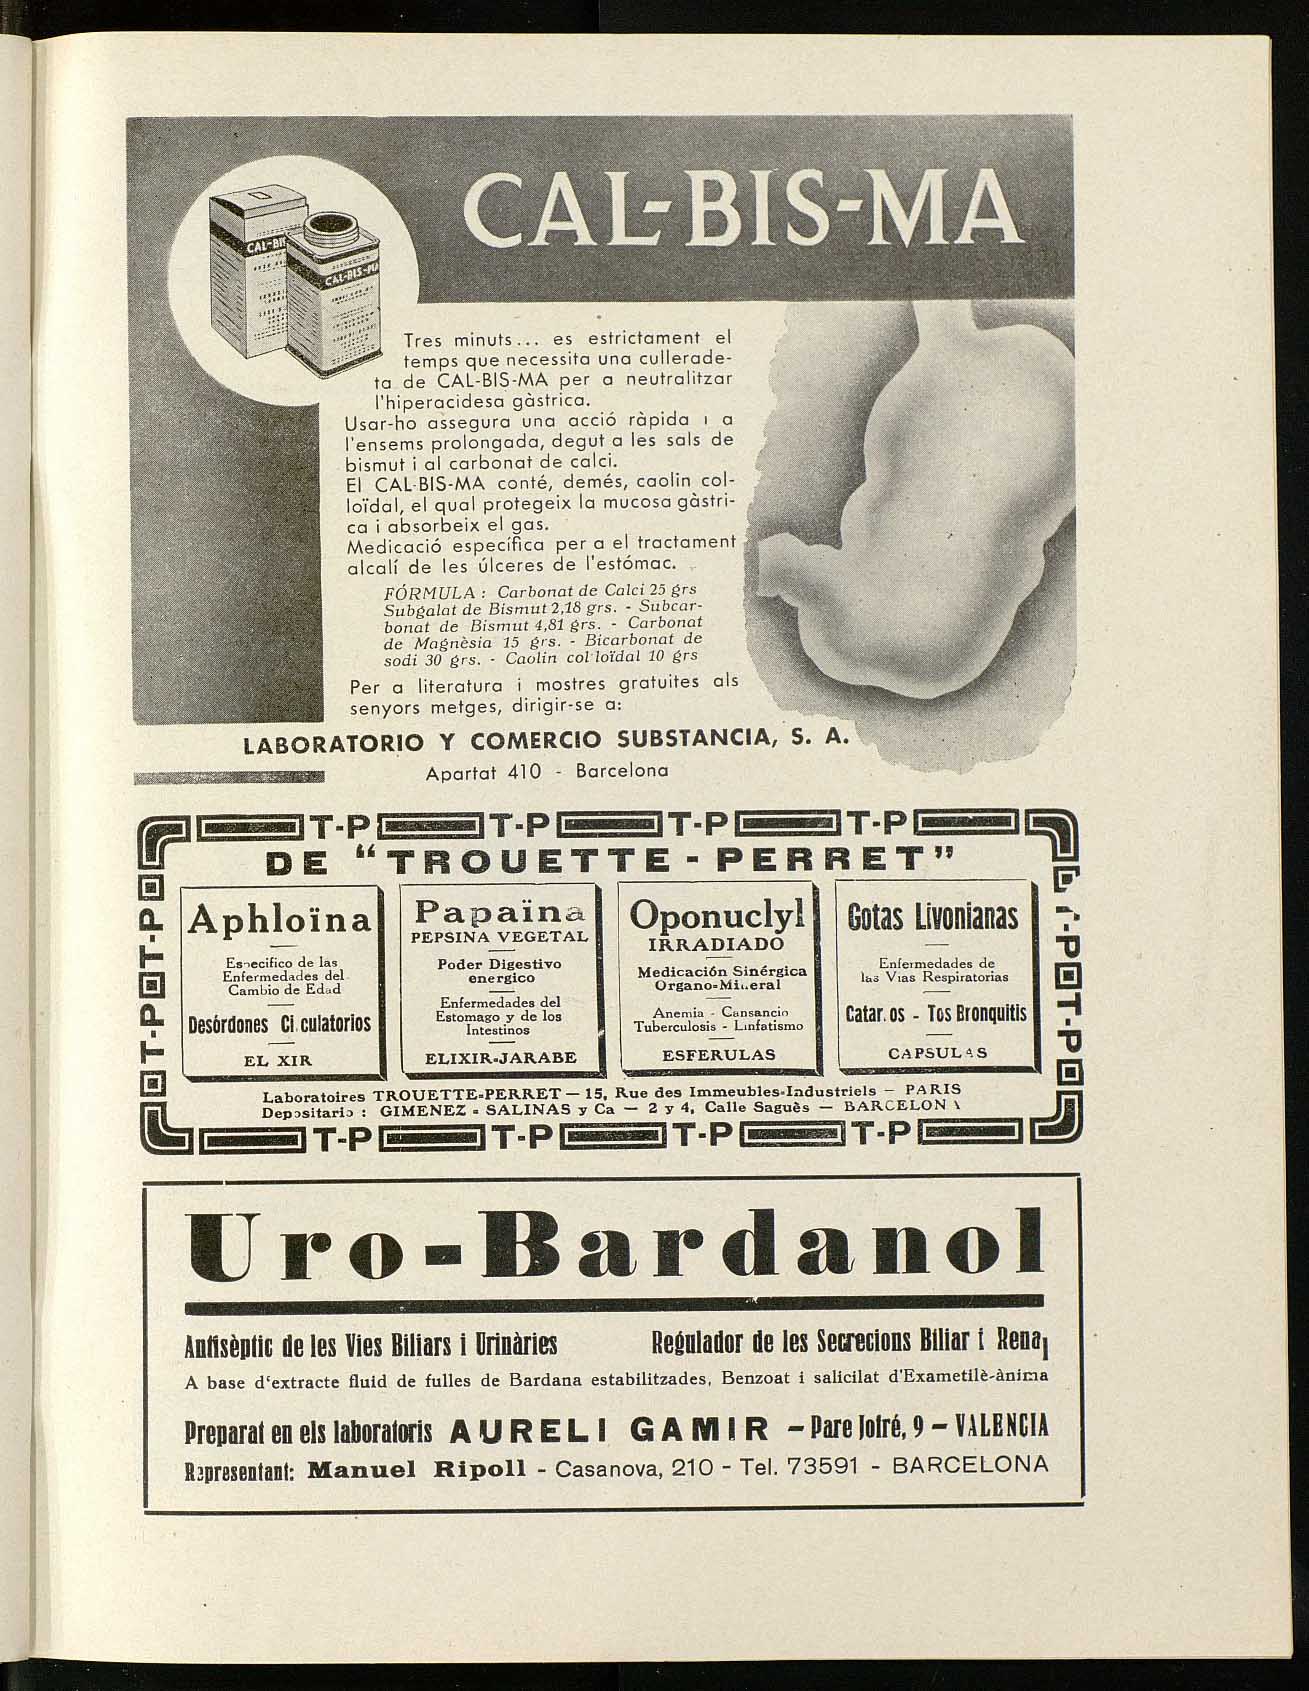 CAL-BIS-MA
CAL-BIS-MA
Tres minuts... es estrictament el
temps que necessita una cullerade-
ta de CAL-BIS-MA per a neutralitzar
l'hiperacidesa gàstrica.
Usar-ho assegura una acció ràpida i a
l'ensems prolongada, degut a les sals de
bismut i al carbonat de calci.
El CAL-BIS-MA conté, demés, caolin col-
loïdal, el qual protegeix la mucosa gàstri-
ca i absorbeix el gas.
Medicació específica per a el tractament
alcalí de les úlceres de l'estómac.
FÓRMULA: Carbonat de Calci 25 grs
Subgalat de Bismut 2,18 grs. - Subcar-
bonat de Bismut 4,81 grs. - Carbonat
de Magnèsia 15 grs. - Bicarbonat de
sodi 30 grs. - Caolin col·loïdal 10 grs
Per a literatura i mostres gratuites als
senyors metges, dirigir-se a:
LABORATORIO Y COMERCIO SUBSTANCIA, S. A.
Apartat 410 - Barcelona
T-P T-P T-P T-P
DE "TROUETTE-PERRET"
Aphloïna
Especifico de las
Enfermedades del
Cambio de Edad
Desórdones Ci.culatorios
EL XIR
Papaïna
PEPSINA VEGETAL
Poder Digestivo
energico
Enfermedades del
Estomago y de los
Intestinos
ELIXIR-JARABE
Oponuclyl
IRRADIADO
Medicación Sinérgica
Organo-Mineral
Anemia - Cansancio
Tuberculosis - Linfatismo
ESFERULAS
Gotas Livonianas
Enfermedades de
las Vias Respiratorias
Catar.os - Tos Bronquitis
CAPSULAS
Laboratoires TROUETTE-PERRET — 15, Rue des Immeubles-Industriels — PARIS
Depositario : GIMENEZ - SALINAS y Ca — 2 y 4, Calle Saguès — BARCELONA
T-P T-P T-P T-P
Uro-Bardanol
Antisèptic de les Vies Biliars i Urinàries
Regulador de les Secrecions Biliar i Renal
A base d'extracte fluid de fulles de Bardana estabilitzades, Benzoat i salicilat d'Exametilè-ànima
Preparat en els laboratoris AURELI GAMIR - Pare Jofré, 9 - VALENCIA
Representant: Manuel Ripoll - Casanova, 210 - Tel. 73591 - BARCELONA